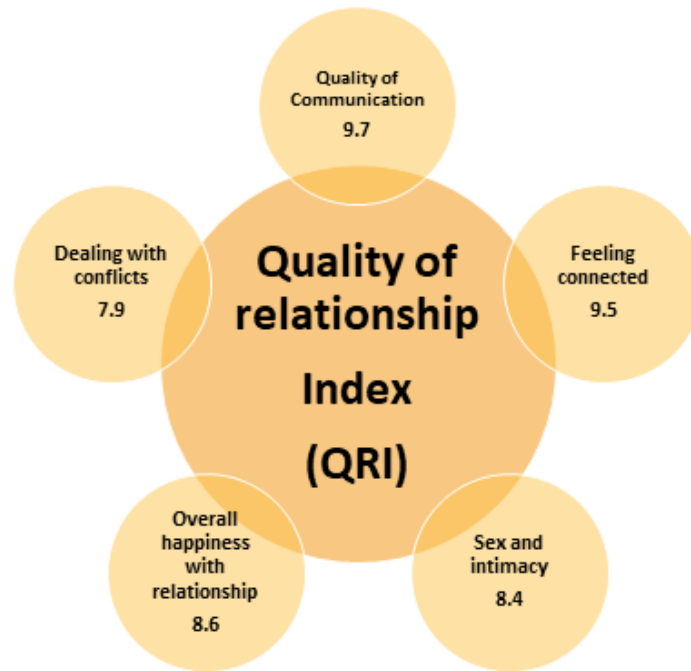 Quality of
Communication
9.7
Dealing with
conflicts
7.9
Quality of
relationship
Index
(QRI)
Feeling
connected
9.5
Overall
happiness
with
relationship
8.6
Sex and
intimacy
8.4